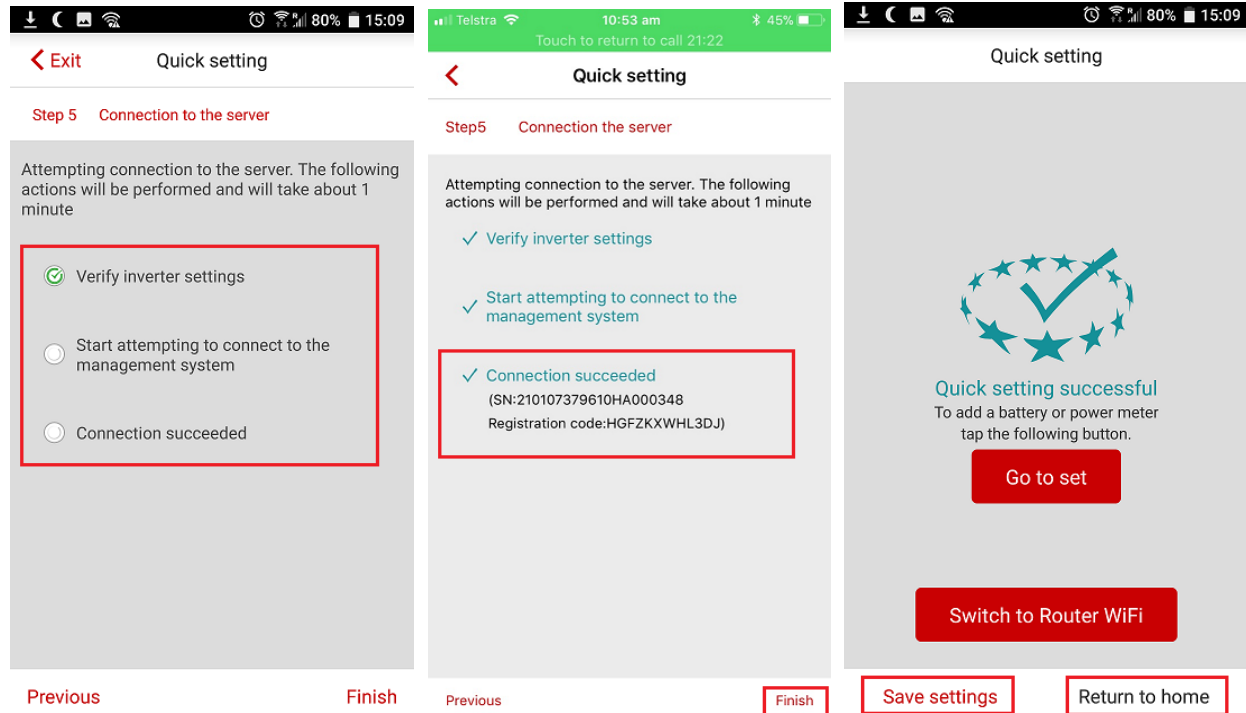 80% 15:09
Exit Quick setting
Step 5 Connection to the server
Attempting connection to the server. The following
actions will be performed and will take about 1
minute
Verify inverter settings
Start attempting to connect to the
management system
Connection succeeded
Previous Finish
Telstra 10:53 am 45%
Touch to return to call 21:22
Quick setting
Step5 Connection the server
Attempting connection to the server. The following
actions will be performed and will take about 1 minute
Verify inverter settings
Start attempting to connect to the
management system
Connection succeeded
(SN:210107379610HA000348
Registration code:HGFZKXWHL3DJ)
Previous Finish
80% 15:09
Quick setting
Quick setting successful
To add a battery or power meter
tap the following button.
Go to set
Switch to Router WiFi
Save settings Return to home